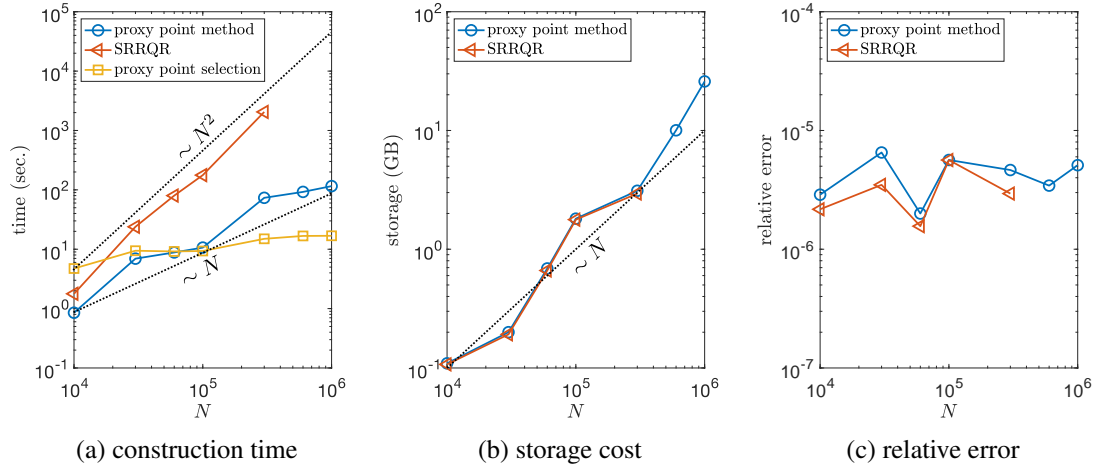 proxy point method
SRRQR
proxy point selection
10^5
10^4
10^3
10^2
10^1
10^0
10^-1
time (sec.)
~ N^2
~ N
10^4
10^5
10^6
N
(a) construction time
proxy point method
SRRQR
10^2
10^1
10^0
10^-1
storage (GB)
~ N
10^4
10^5
10^6
N
(b) storage cost
proxy point method
SRRQR
10^-4
10^-5
10^-6
10^-7
relative error
10^4
10^5
10^6
N
(c) relative error